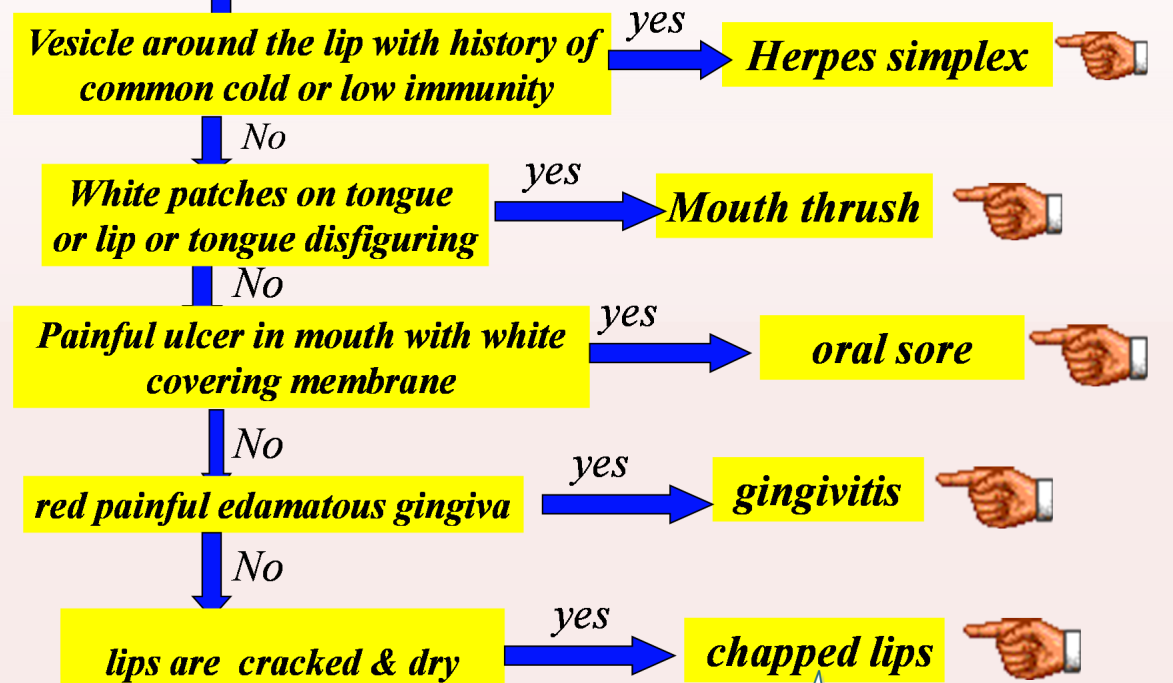 yes
Vesicle around the lip with history of
common cold or low immunity
Herpes simplex
No
yes
White patches on tongue
or lip or tongue disfiguring
Mouth thrush
No
yes
Painful ulcer in mouth with white
covering membrane
oral sore
No
yes
red painful edamatous gingiva
gingivitis
No
yes
lips are cracked & dry
chapped lips